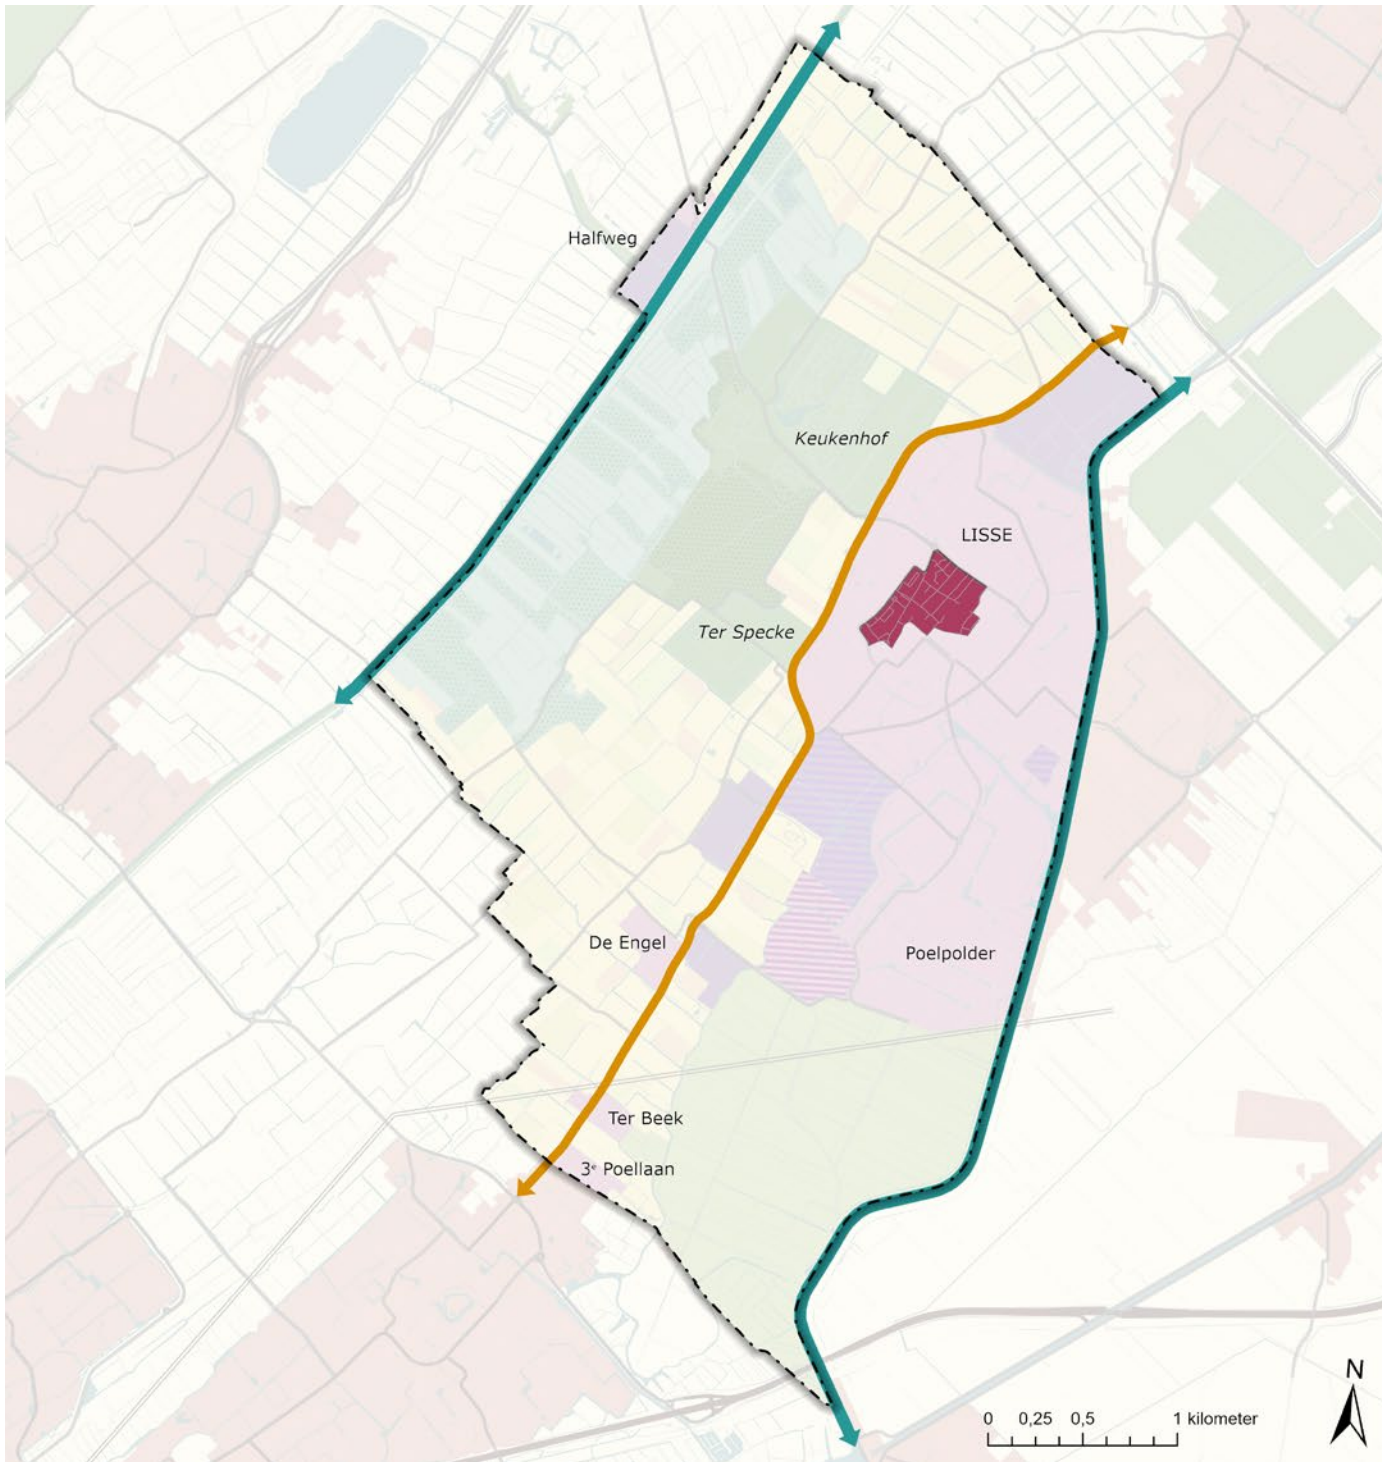 Halfweg
Keukenhof
LISSE
Ter Specke
De Engel
Poelpolder
Ter Beek
3e Poellaan
N
0 0,25 0,5 1 kilometer